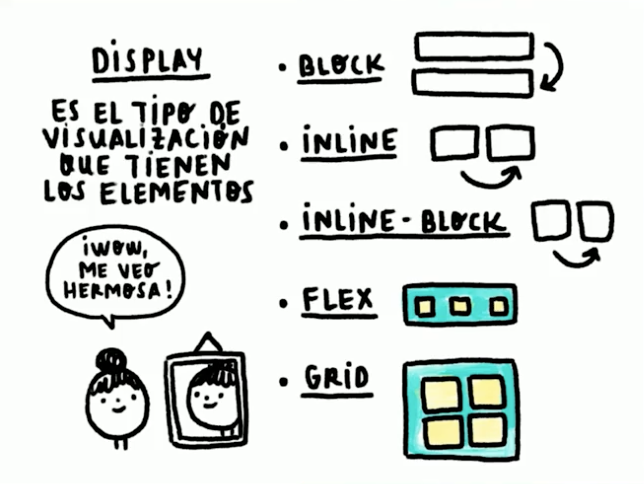 DISPLAY
ES EL TIPO DE
VISUALIZACIÓN
QUE TIENEN
LOS ELEMENTOS
¡WOW,
ME VEO
HERMOSA!
• BLOCK
• INLINE
• INLINE-BLOCK
• FLEX
• GRID